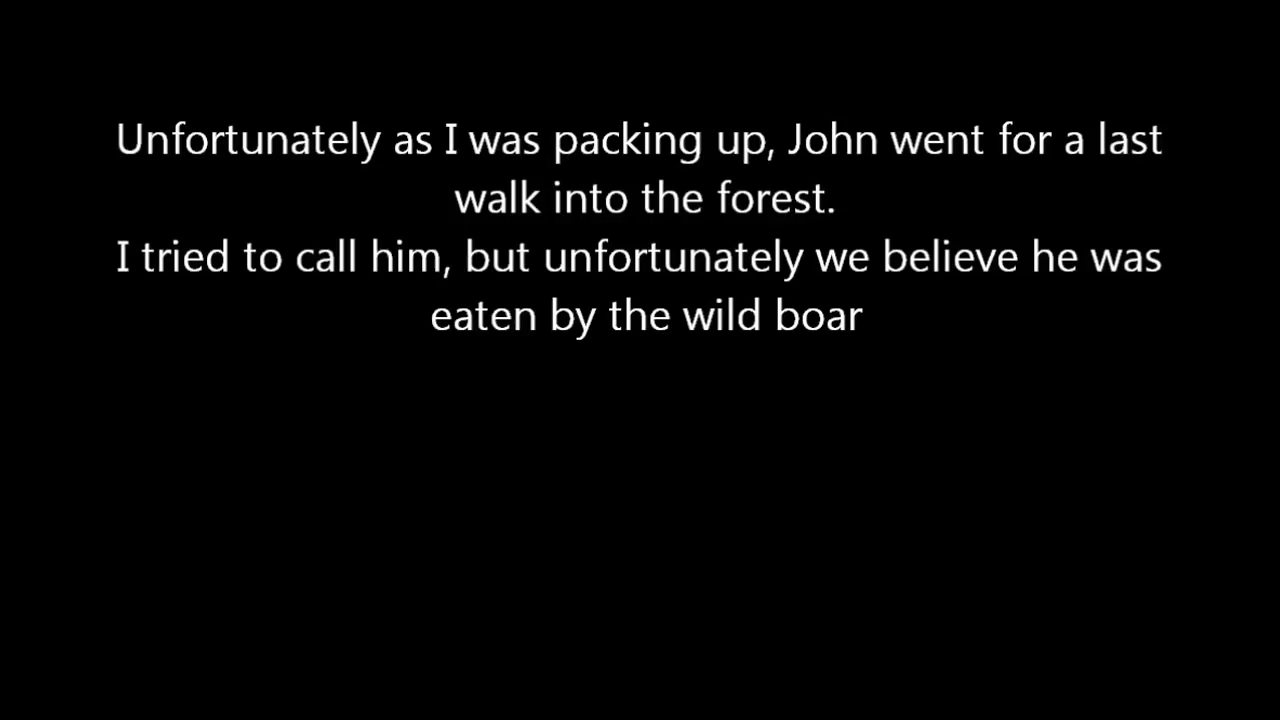 Unfortunately as I was packing up, John went for a last
walk into the forest.
I tried to call him, but unfortunately we believe he was
eaten by the wild boar